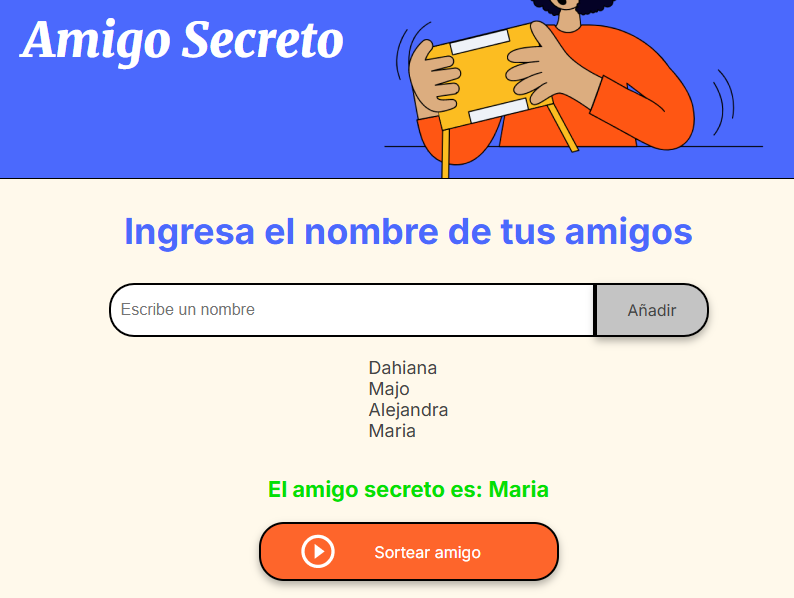 Amigo Secreto
Ingresa el nombre de tus amigos
Escribe un nombre
Añadir
Dahiana
Majo
Alejandra
Maria
El amigo secreto es: Maria
Sortear amigo